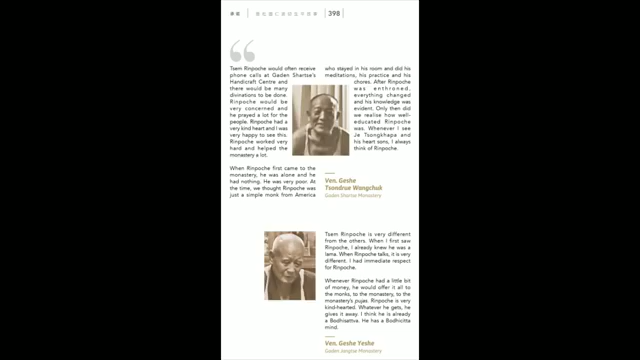 398
Tsem Rinpoche would often receive
phone calls at Gaden Shartse's
Handicraft Centre and
there would be many
divinations to be done.
Rinpoche would be
very concerned and
he prayed a lot for the
people. Rinpoche had a
very kind heart and I was
very happy to see this.
Rinpoche worked very
hard and helped the
monastery a lot.
When Rinpoche first came to the
monastery, he was alone and he
had nothing. He was very poor. At
the time, we thought Rinpoche was
just a simple monk from America
who stayed in his room and did his
meditations, his practice and his
chores. After Rinpoche
was enthroned,
everything changed
and his knowledge was
evident. Only then did
we realise how well-
educated Rinpoche
was. Whenever I see
Je Tsongkhapa and
his heart sons, I always
think of Rinpoche.
Ven. Geshe
Tsondrue Wangchuk
Gaden Shartse Monastery
Tsem Rinpoche is very different
from the others. When I first saw
Rinpoche, I already knew he was a
lama. When Rinpoche talks, it is very
different. I had immediate respect
for Rinpoche.
Whenever Rinpoche had a little bit
of money, he would offer it all to
the monks, to the monastery, to the
monastery's pujas. Rinpoche is very
kind-hearted. Whatever he gets, he
gives it away. I think he is already
a Bodhisattva. He has a Bodhicitta
mind.
Ven. Geshe Yeshe
Gaden Jangtse Monastery